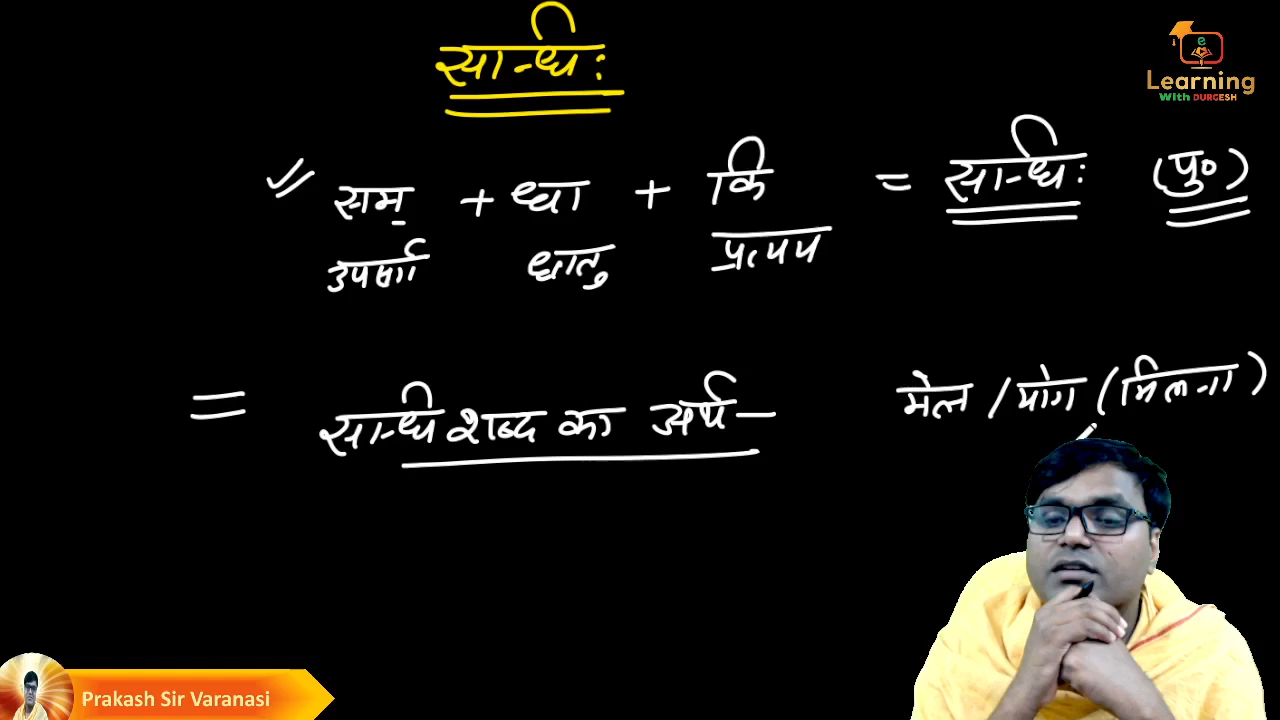 सन्धिः
e
Learning
With DURGESH
सम् + धा + कि = सन्धिः (पु०)
उपसर्ग धातु प्रत्यय
= सन्धि शब्द का अर्थ — मेल / योग (मिलना)
Prakash Sir Varanasi